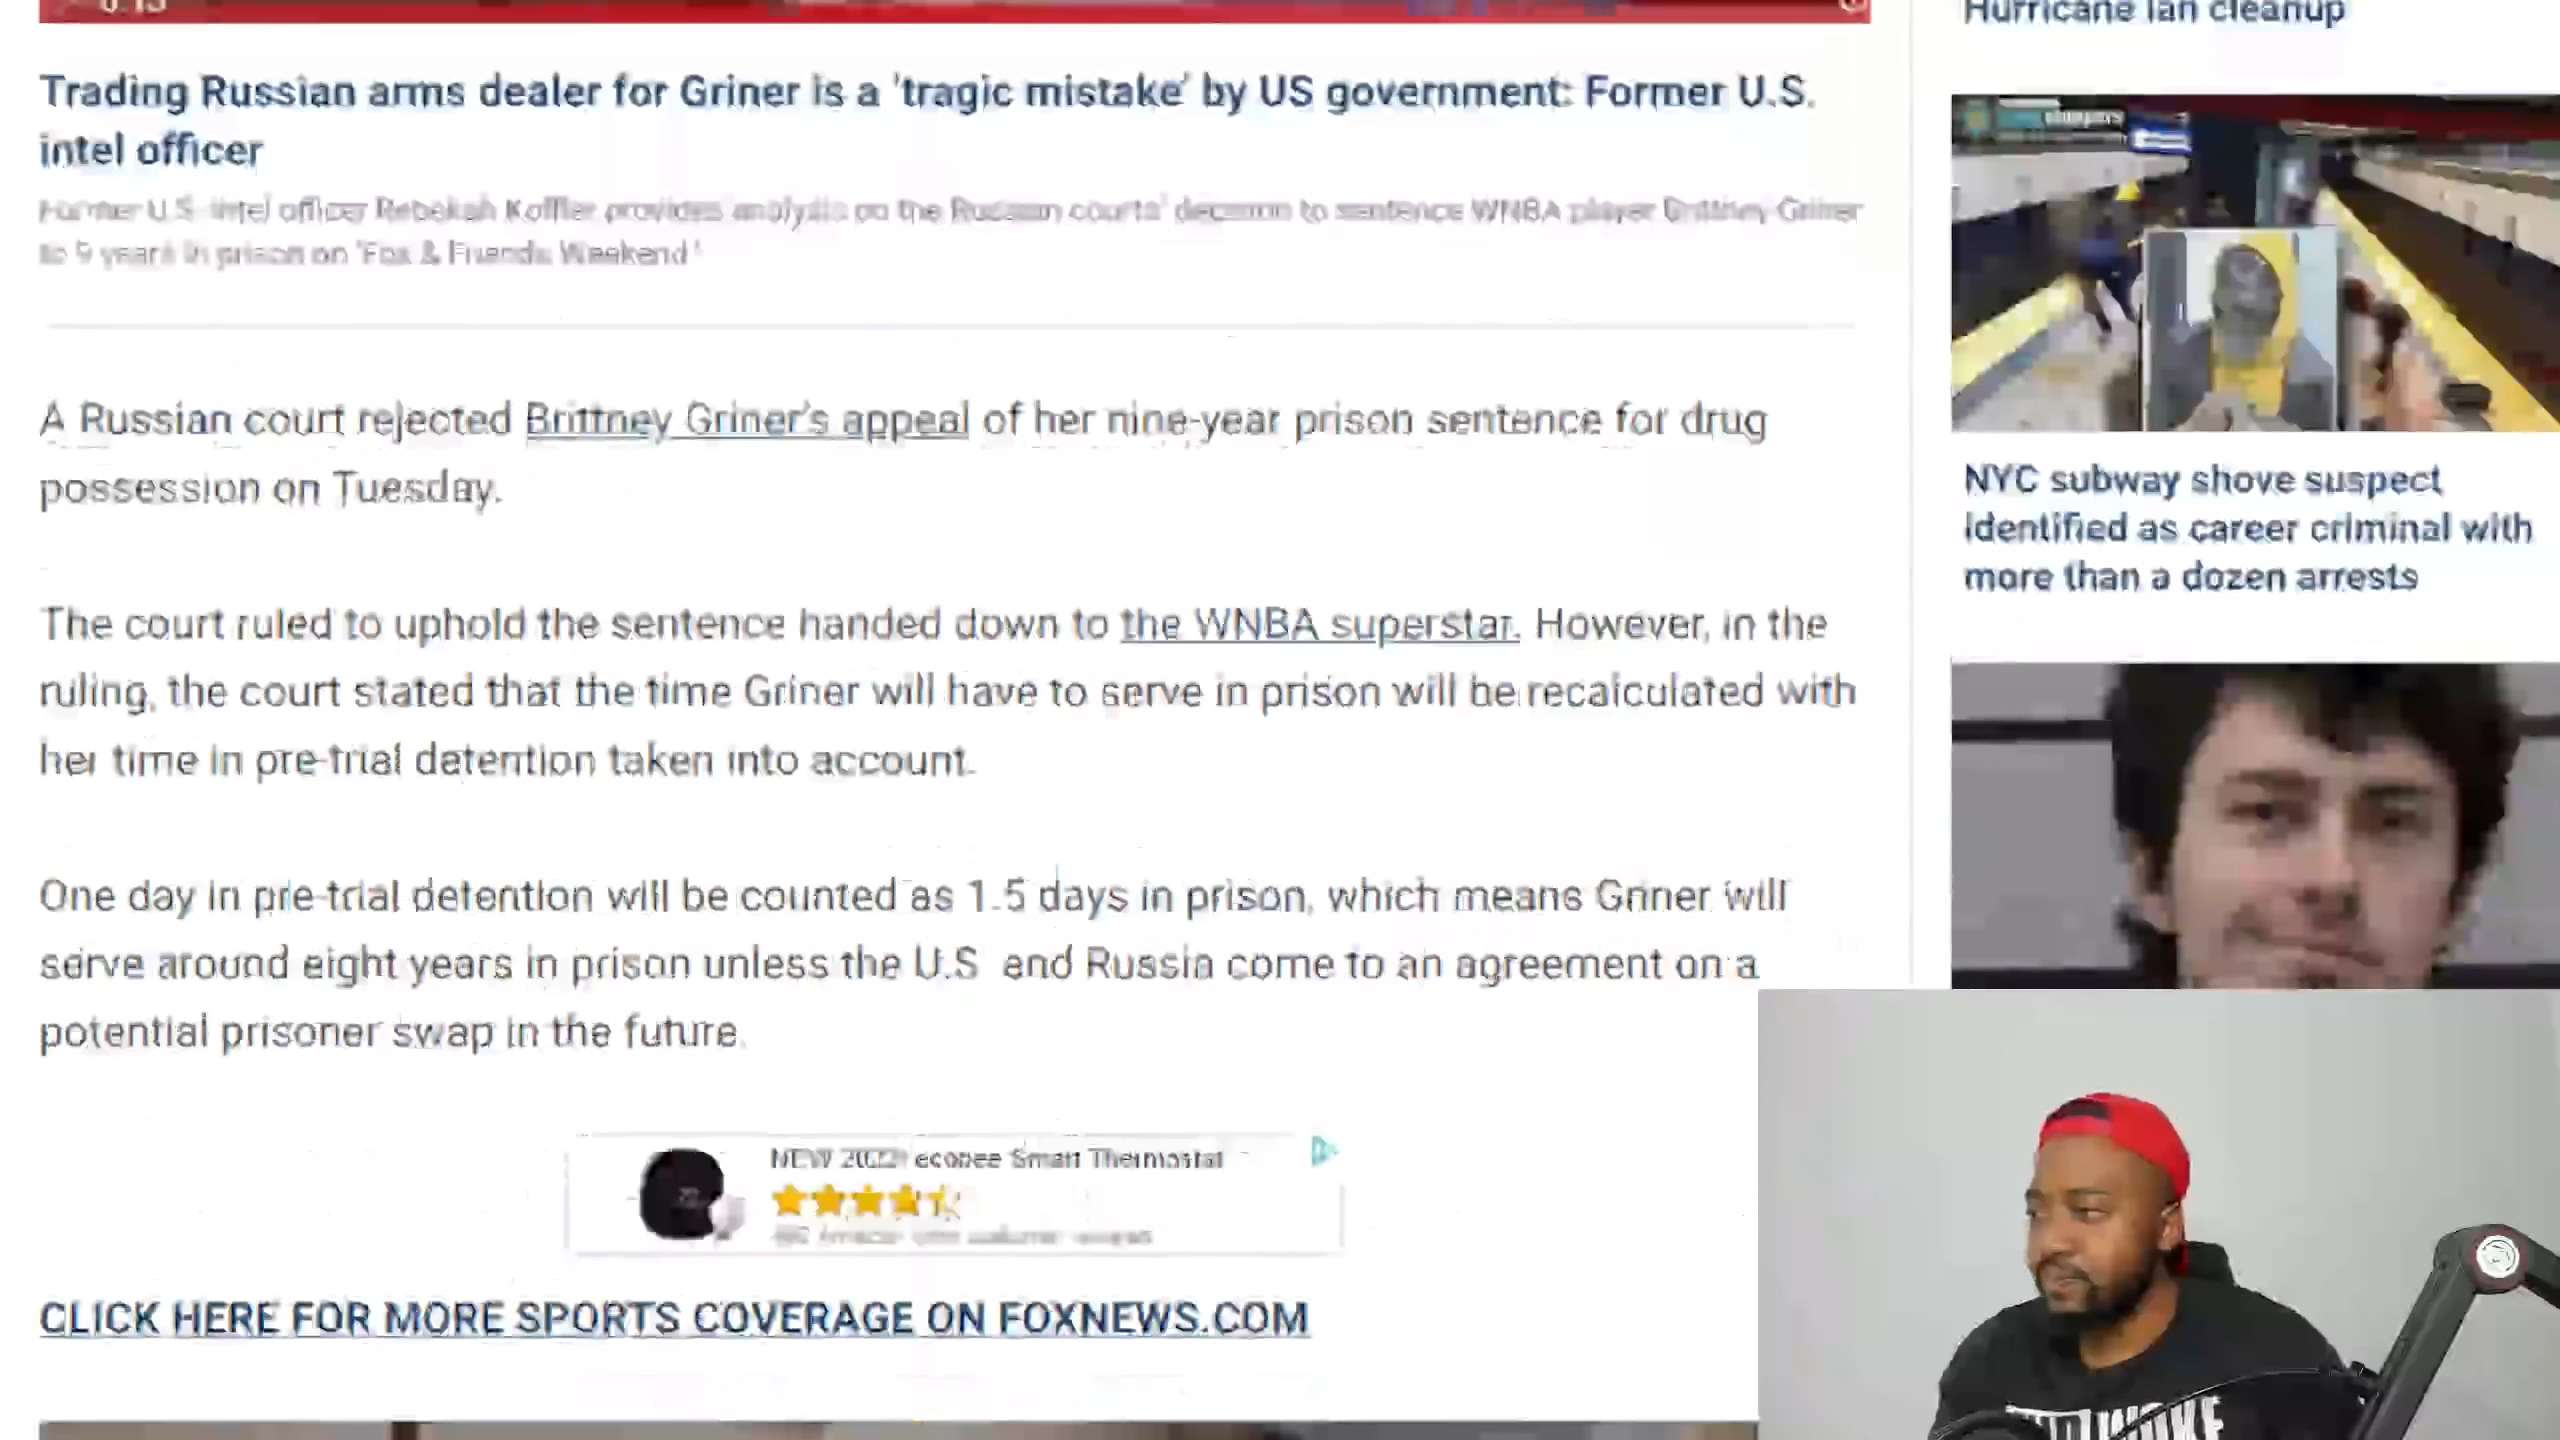 Trading Russian arms dealer for Griner is a 'tragic mistake' by US government: Former U.S.
intel officer
Former U.S. intel officer Rebekah Koffler provides analysis on the Russian courts' decision to sentence WNBA player Brittney Griner
to 9 years in prison on 'Fox & Friends Weekend.'
A Russian court rejected Brittney Griner's appeal of her nine-year prison sentence for drug
possession on Tuesday.
The court ruled to uphold the sentence handed down to the WNBA superstar. However, in the
ruling, the court stated that the time Griner will have to serve in prison will be recalculated with
her time in pre-trial detention taken into account.
One day in pre-trial detention will be counted as 1.5 days in prison, which means Griner will
serve around eight years in prison unless the U.S. and Russia come to an agreement on a
potential prisoner swap in the future.
NEW 2022! ecobee Smart Thermostat
CLICK HERE FOR MORE SPORTS COVERAGE ON FOXNEWS.COM
Hurricane Ian cleanup
NYC subway shove suspect
identified as career criminal with
more than a dozen arrests
WOKE